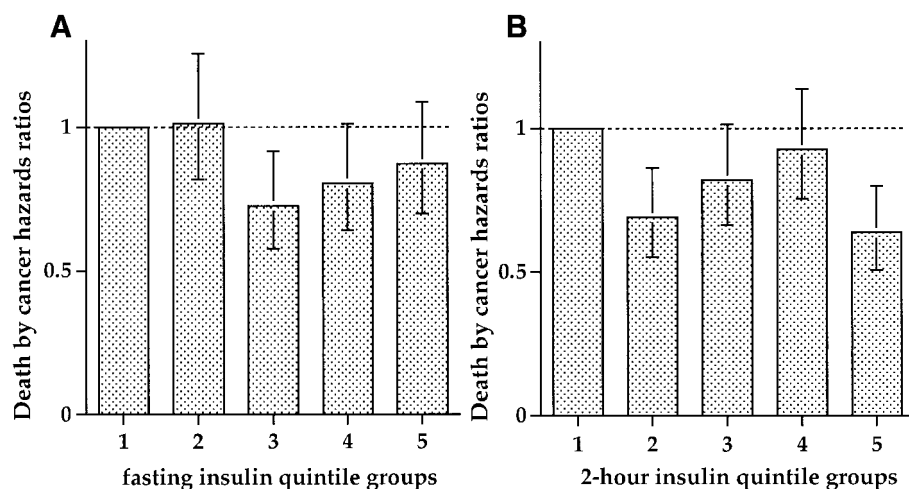 A
Death by cancer hazards ratios
1
0.5
0
1 2 3 4 5
fasting insulin quintile groups
B
Death by cancer hazards ratios
1
0.5
0
1 2 3 4 5
2-hour insulin quintile groups